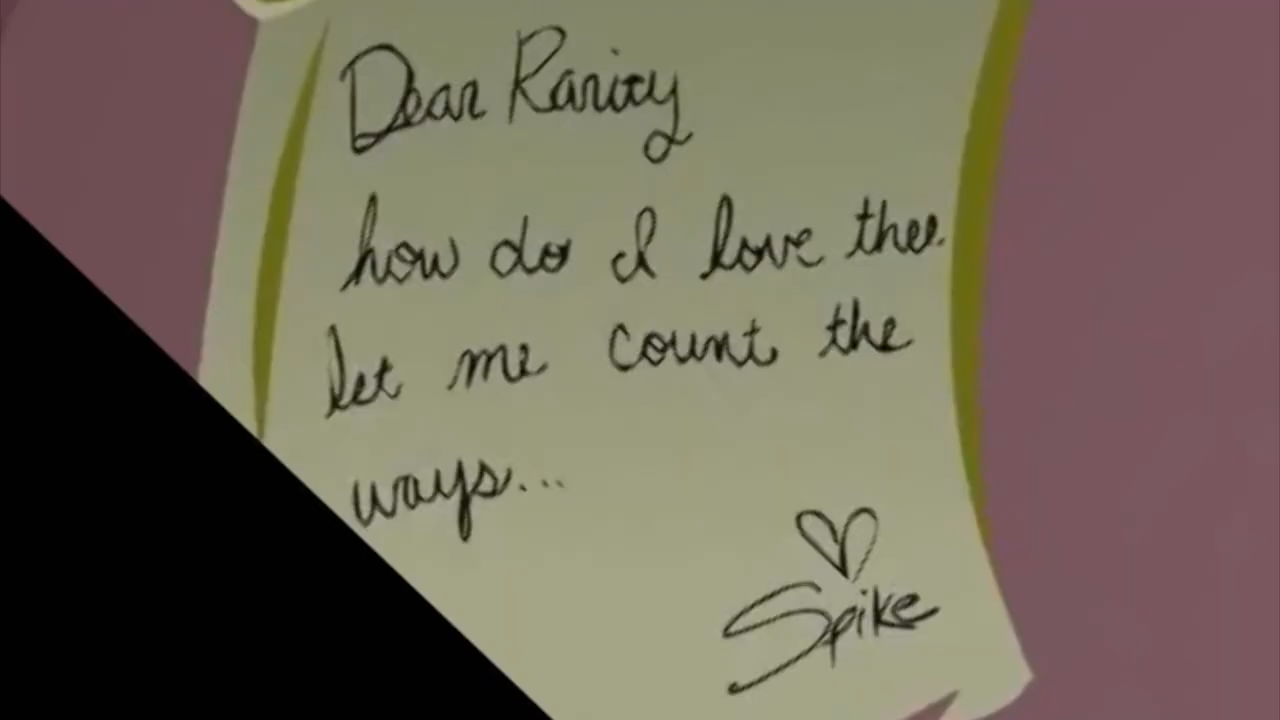 Dear Rarity
how do I love thee.
let me count the
ways...
Spike